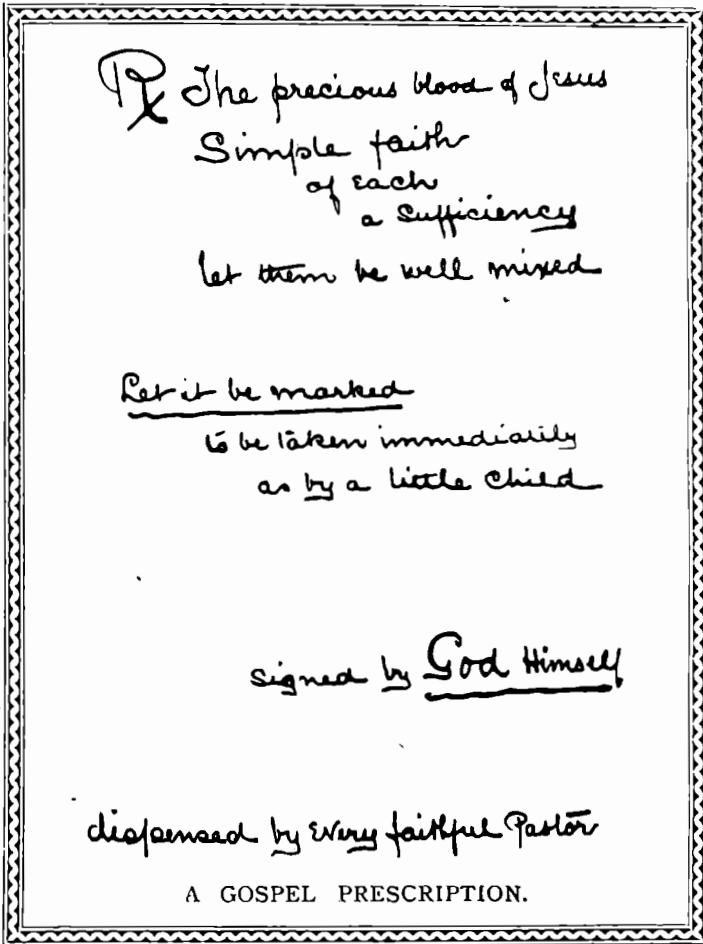 ℞ The precious blood of Jesus
Simple faith
of each
a sufficiency
let them be well mixed
Let it be marked
to be taken immediatily
as by a little child
signed by God Himself
dispensed by every faithful Pastor
A GOSPEL PRESCRIPTION.